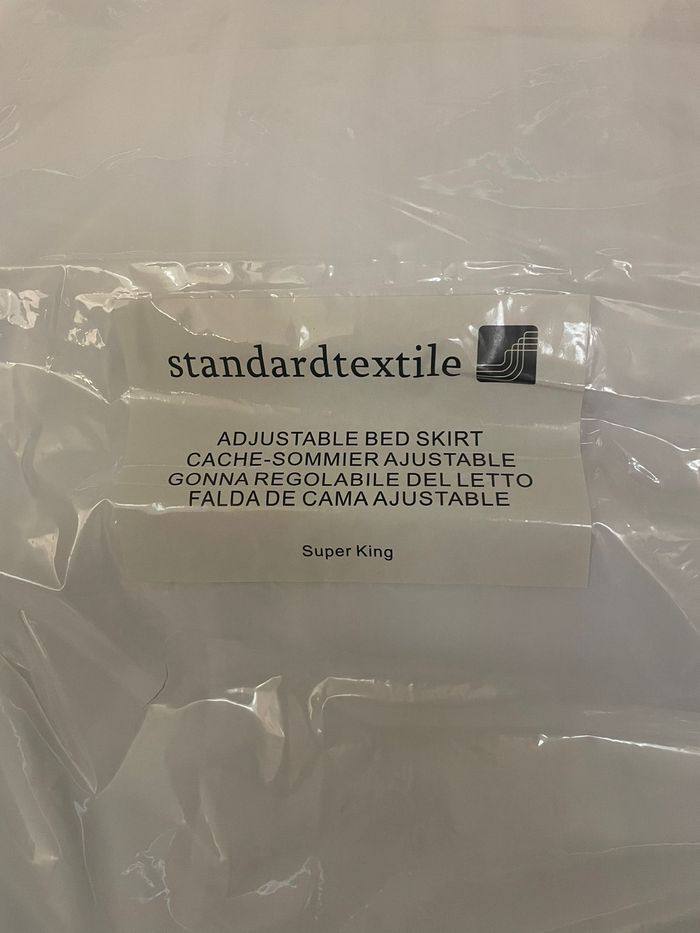 standardtextile
ADJUSTABLE BED SKIRT
CACHE-SOMMIER AJUSTABLE
GONNA REGOLABILE DEL LETTO
FALDA DE CAMA AJUSTABLE
Super King